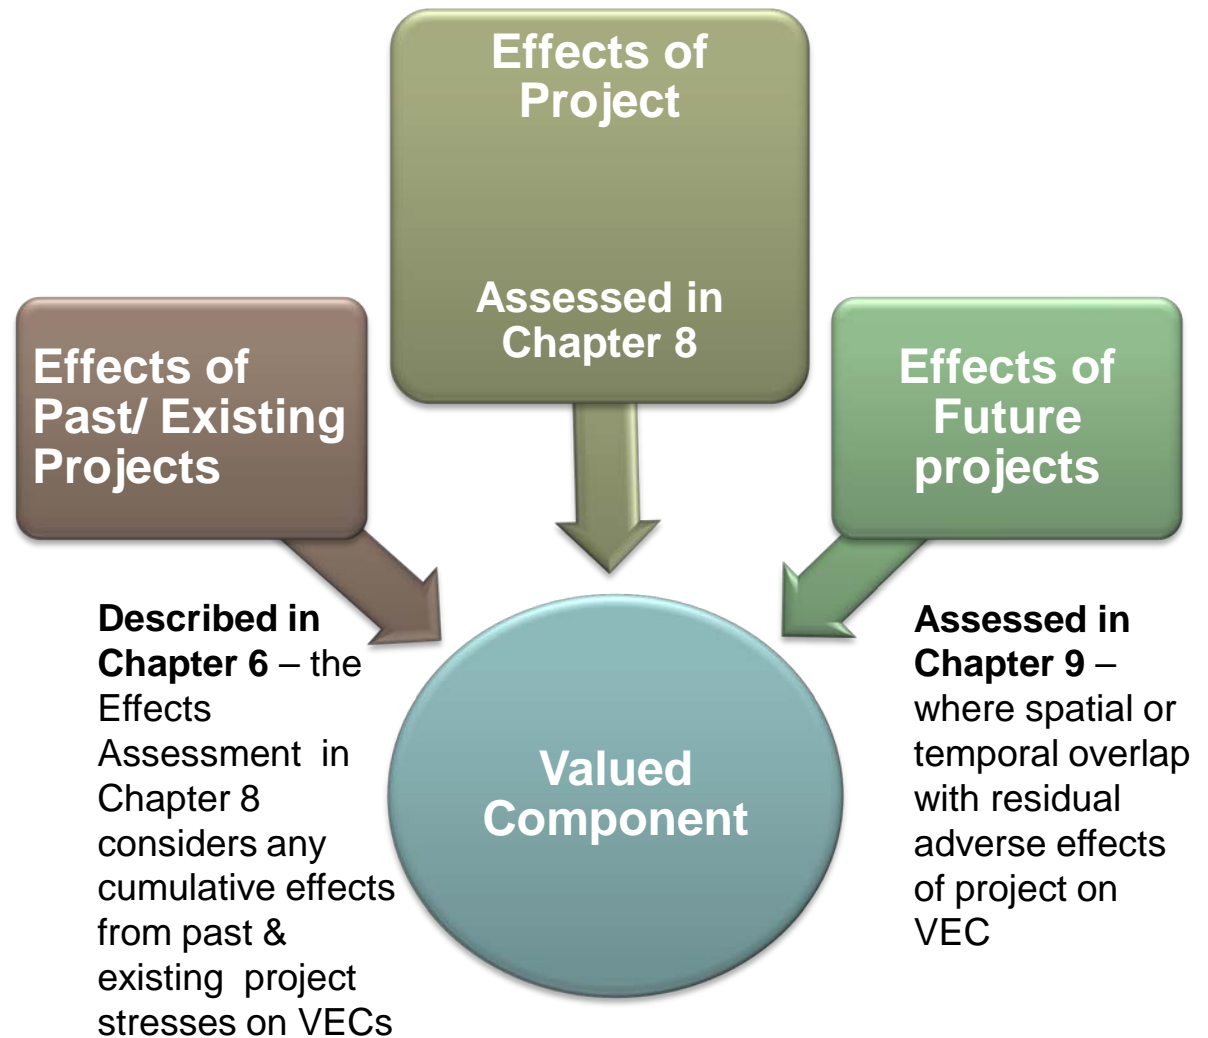 Effects of
Project
Assessed in
Chapter 8
Effects of
Past/ Existing
Projects
Effects of
Future
projects
Described in
Chapter 6 – the
Effects
Assessment in
Chapter 8
considers any
cumulative effects
from past &
existing project
stresses on VECs
Valued
Component
Assessed in
Chapter 9 –
where spatial or
temporal overlap
with residual
adverse effects
of project on
VEC